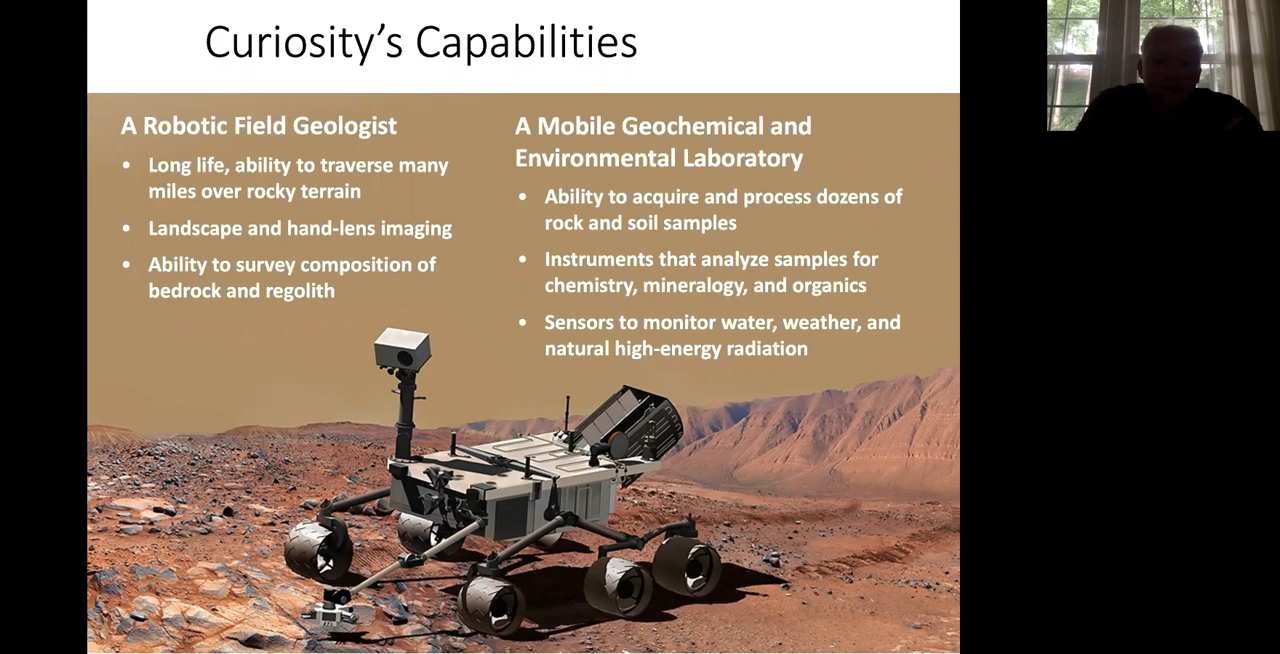 Curiosity’s Capabilities
A Robotic Field Geologist
• Long life, ability to traverse many
miles over rocky terrain
• Landscape and hand-lens imaging
• Ability to survey composition of
bedrock and regolith
A Mobile Geochemical and
Environmental Laboratory
• Ability to acquire and process dozens of
rock and soil samples
• Instruments that analyze samples for
chemistry, mineralogy, and organics
• Sensors to monitor water, weather, and
natural high-energy radiation